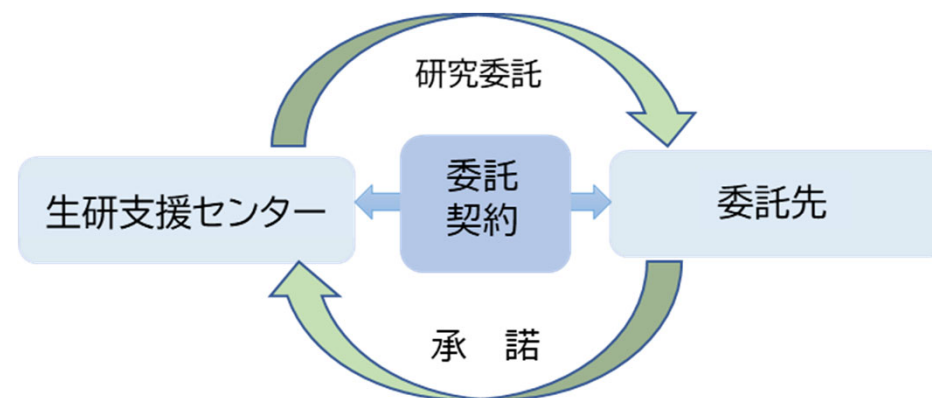 研究委託
生研支援センター
委託
契約
委託先
承　諾